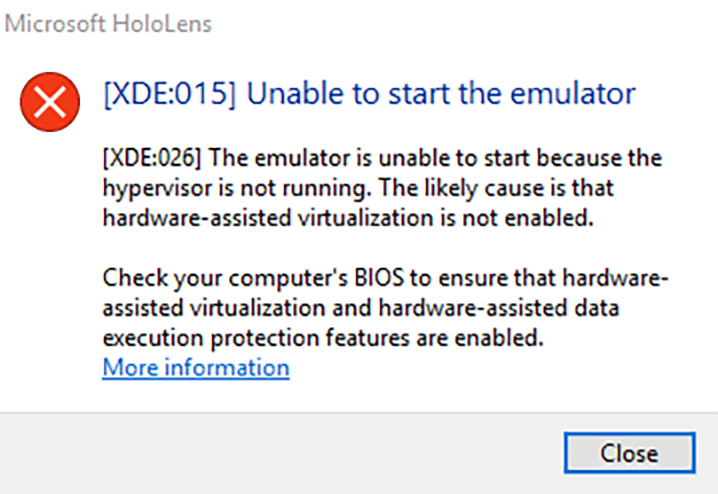 Microsoft HoloLens
[XDE:015] Unable to start the emulator
[XDE:026] The emulator is unable to start because the
hypervisor is not running. The likely cause is that
hardware-assisted virtualization is not enabled.
Check your computer's BIOS to ensure that hardware-
assisted virtualization and hardware-assisted data
execution protection features are enabled.
More information
Close